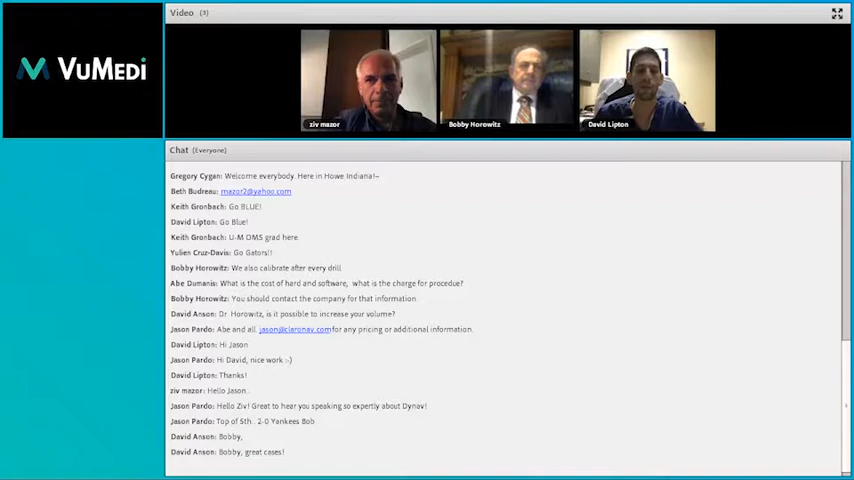 VuMedi
Video (3)
ziv mazor
Bobby Horowitz
David Lipton
Chat (Everyone)
Gregory Cygan: Welcome everybody. Here in Howe Indiana!~
Beth Budreau: mazor2@yahoo.com
Keith Gronbach: Go BLUE!
David Lipton: Go Blue!
Keith Gronbach: U-M OMS grad here.
Yulien Cruz-Davis: Go Gators!!
Bobby Horowitz: We also calibrate after every drill
Abe Dumanis: What is the cost of hard and software, what is the charge for procedue?
Bobby Horowitz: You should contact the company for that information.
David Anson: Dr Horowitz, is it possible to increase your volume?
Jason Pardo: Abe and all. jason@claronav.com for any pricing or additional information.
David Lipton: Hi Jason
Jason Pardo: Hi David, nice work :-)
David Lipton: Thanks!
ziv mazor: Hello Jason.
Jason Pardo: Hello Ziv! Great to hear you speaking so expertly about Dynav!
Jason Pardo: Top of 5th.. 2-0 Yankees Bob
David Anson: Bobby,
David Anson: Bobby, great cases!